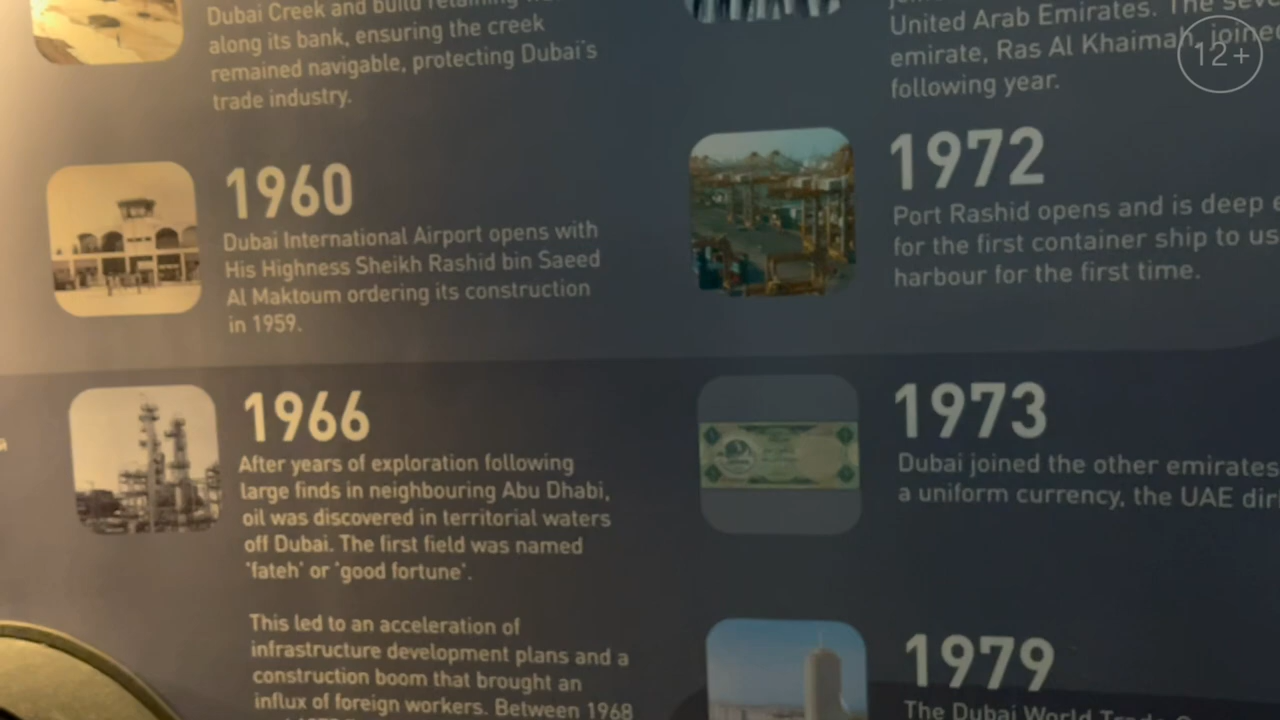 Dubai Creek and build retaining
along its bank, ensuring the creek
remained navigable, protecting Dubai's
trade industry.
1960
Dubai International Airport opens with
His Highness Sheikh Rashid bin Saeed
Al Maktoum ordering its construction
in 1959.
1966
After years of exploration following
large finds in neighbouring Abu Dhabi,
oil was discovered in territorial waters
off Dubai. The first field was named
'fateh' or 'good fortune'.
This led to an acceleration of
infrastructure development plans and a
construction boom that brought an
influx of foreign workers. Between 1968
United Arab Emirates. The
emirate, Ras Al Khaimah, joined
following year.
12+
1972
Port Rashid opens and is deep
for the first container ship to
harbour for the first time.
1973
Dubai joined the other emirates
a uniform currency, the UAE
1979
The Dubai World